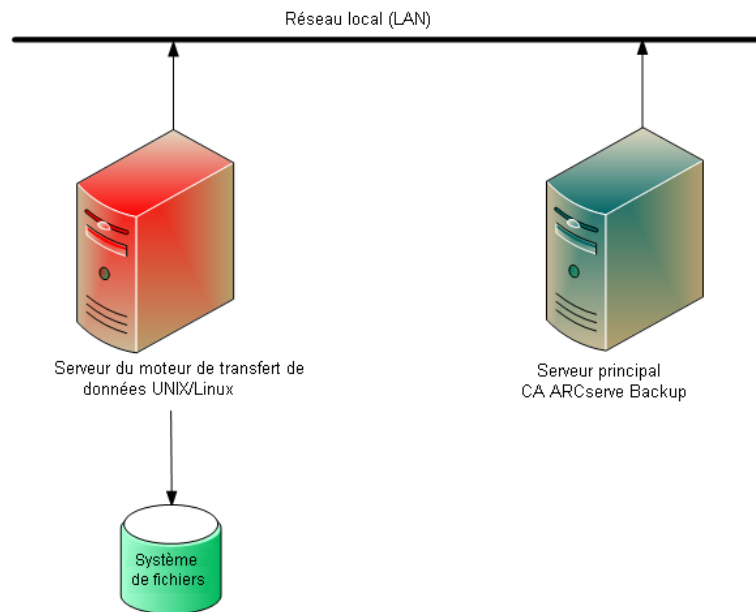 Réseau local (LAN)
Serveur du moteur de transfert de
données UNIX/Linux
Serveur principal
CA ARCserve Backup
Système
de fichiers